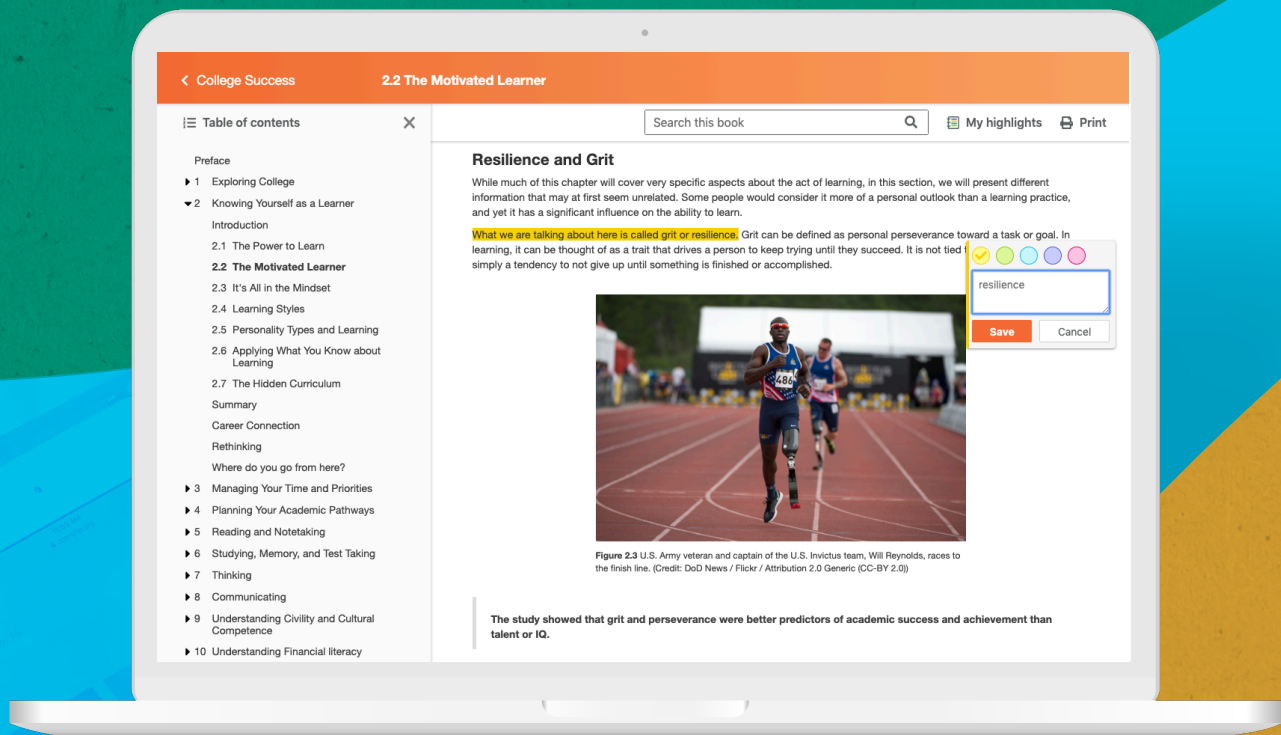 College Success
2.2 The Motivated Learner
Table of contents
Search this book
My highlights
Print
Preface
1 Exploring College
2 Knowing Yourself as a Learner
Introduction
2.1 The Power to Learn
2.2 The Motivated Learner
2.3 It's All in the Mindset
2.4 Learning Styles
2.5 Personality Types and Learning
2.6 Applying What You Know about
Learning
2.7 The Hidden Curriculum
Summary
Career Connection
Rethinking
Where do you go from here?
3 Managing Your Time and Priorities
4 Planning Your Academic Pathways
5 Reading and Notetaking
6 Studying, Memory, and Test Taking
7 Thinking
8 Communicating
9 Understanding Civility and Cultural
Competence
10 Understanding Financial literacy
Resilience and Grit
While much of this chapter will cover very specific aspects about the act of learning, in this section, we will present different
information that may at first seem unrelated. Some people would consider it more of a personal outlook than a learning practice,
and yet it has a significant influence on the ability to learn.
What we are talking about here is called grit or resilience. Grit can be defined as personal perseverance toward a task or goal. In
learning, it can be thought of as a trait that drives a person to keep trying until they succeed. It is not tied
simply a tendency to not give up until something is finished or accomplished.
resilience
Save
Cancel
486
Figure 2.3 U.S. Army veteran and captain of the U.S. Invictus team, Will Reynolds, races to
the finish line. (Credit: DoD News / Flickr / Attribution 2.0 Generic (CC-BY 2.0))
The study showed that grit and perseverance were better predictors of academic success and achievement than
talent or IQ.